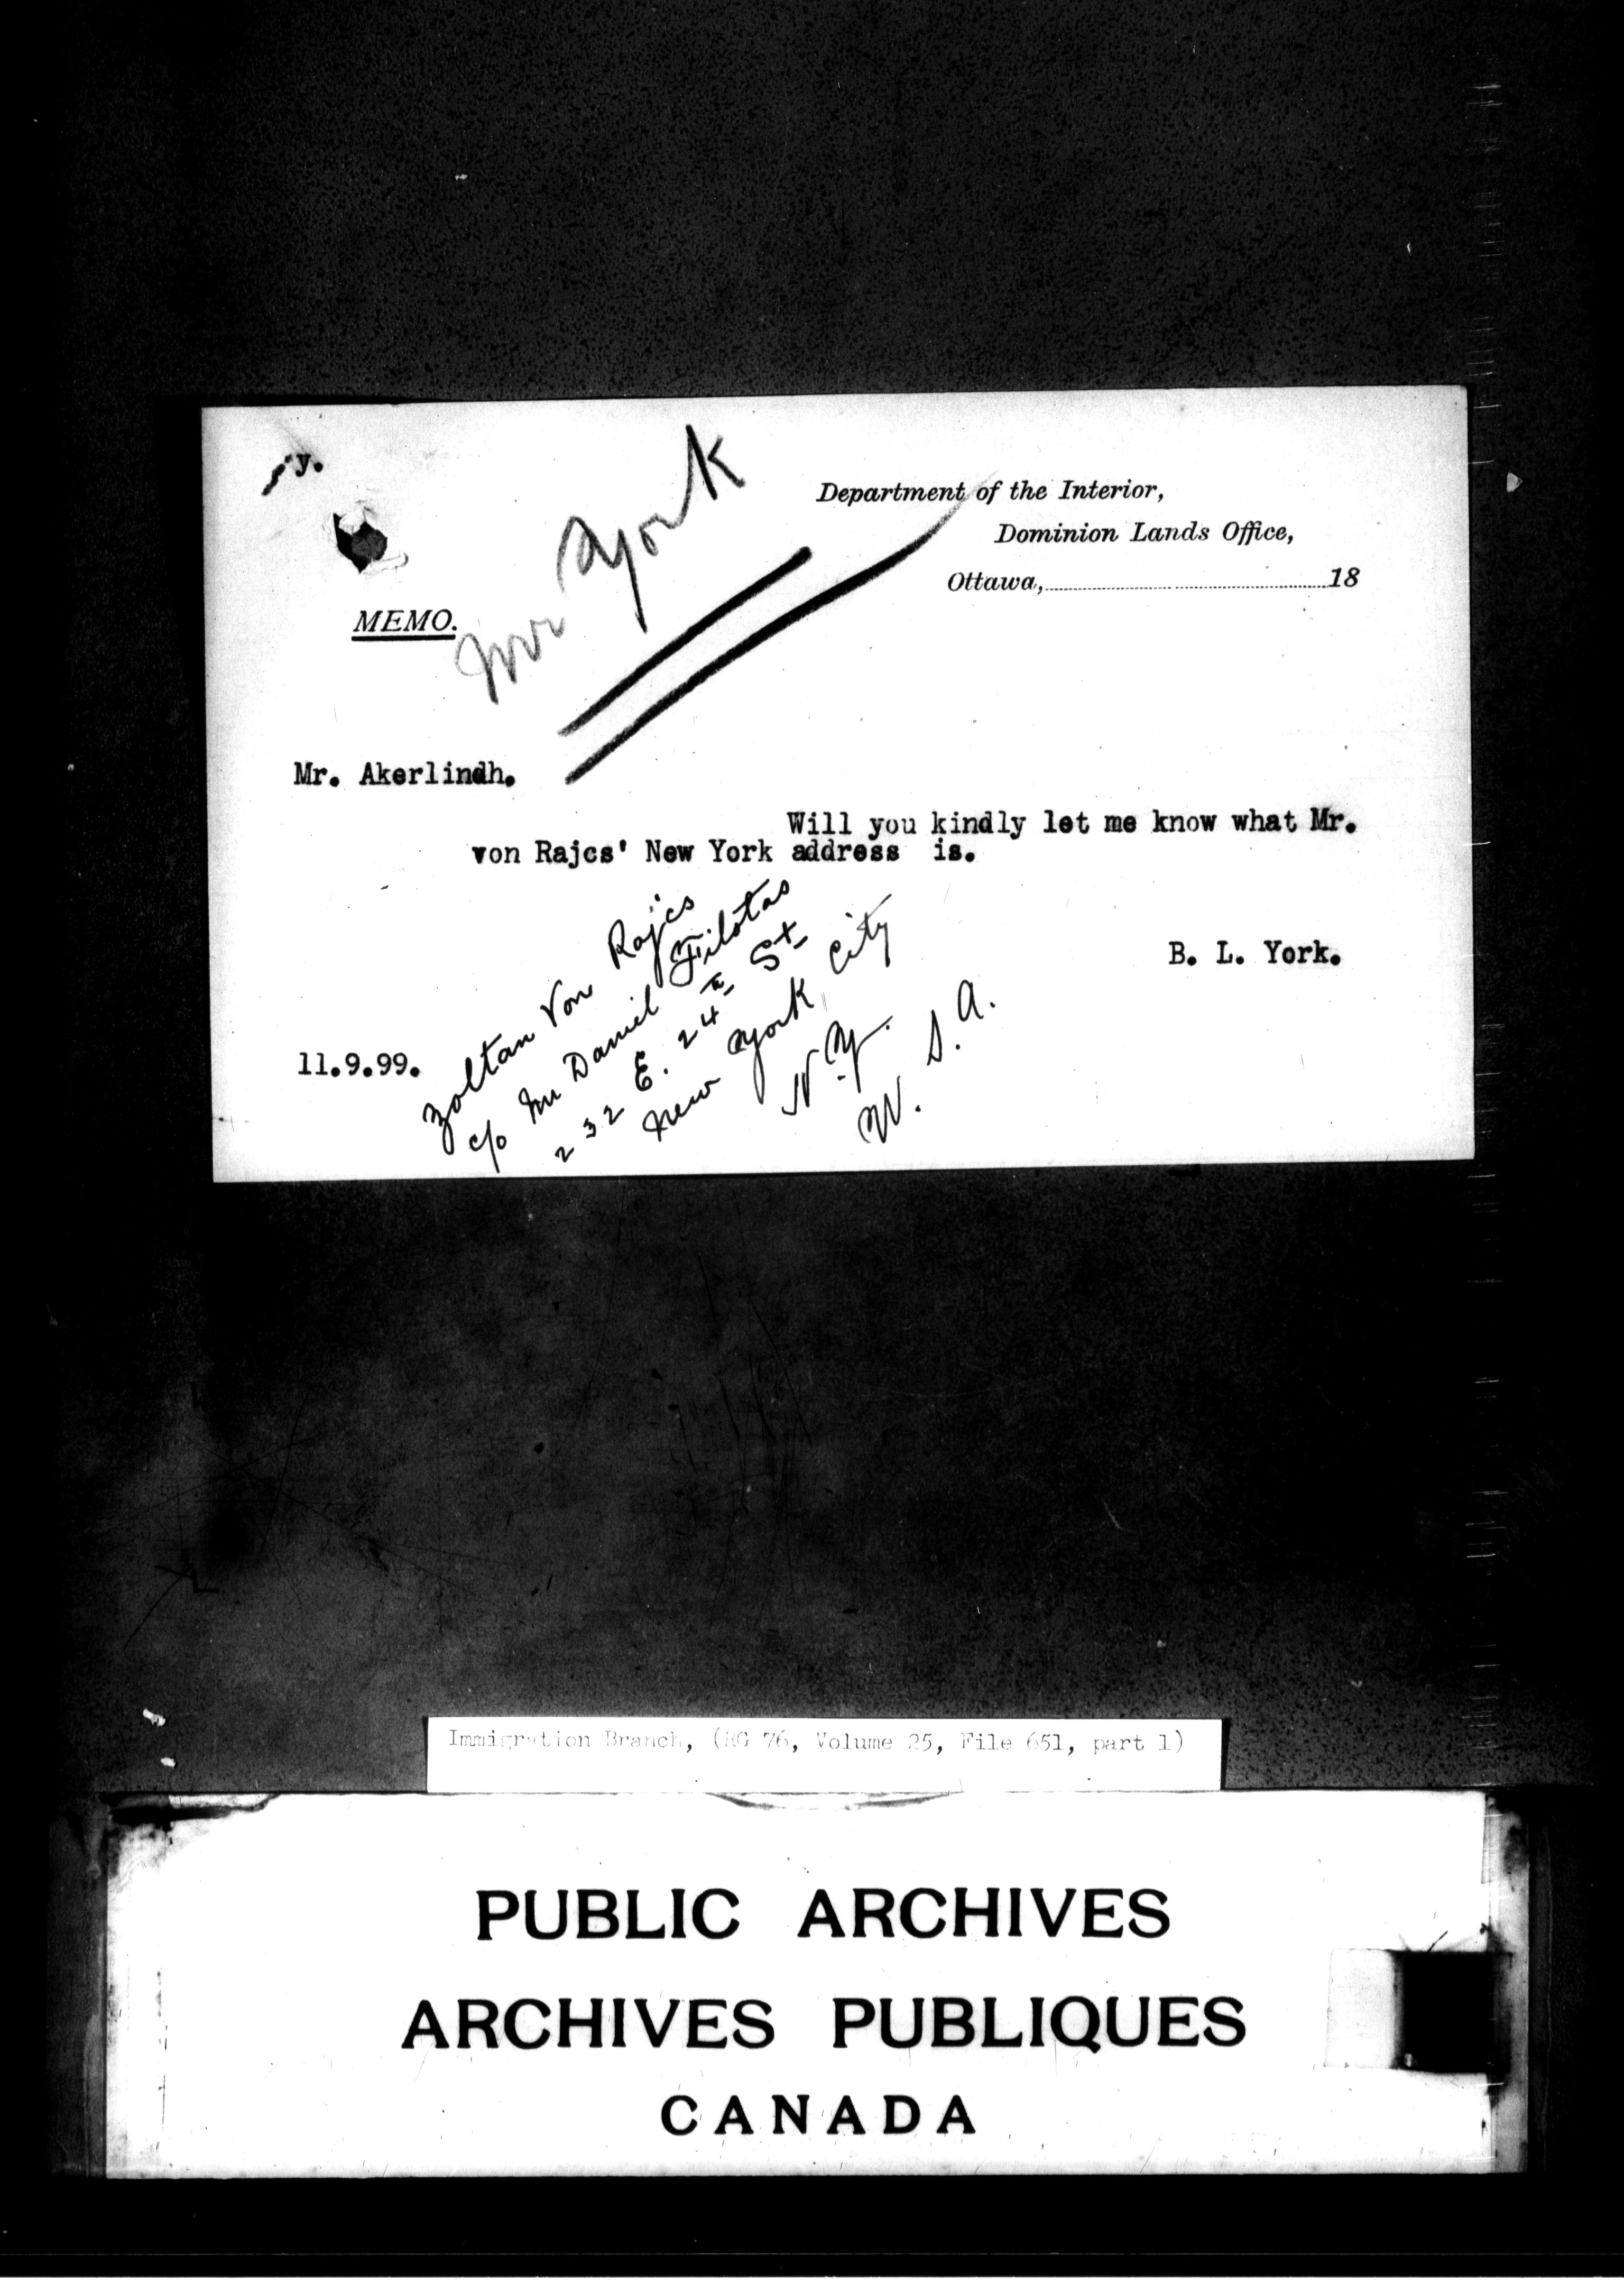 y.
Mr York
Department of the Interior,
Dominion Lands Office,
Ottawa, 18
MEMO.
Mr. Akerlindh.
Will you kindly let me know what Mr.
von Rajcs' New York address is.
B. L. York.
11.9.99.
Zoltan Von Rajcs
c/o Mr Daniel Filotas
232 E. 24th St
New York City
N.Y.
U. S. A.
Immigration Branch, (RG 76, Volume 25, File 651, part 1)
PUBLIC ARCHIVES
ARCHIVES PUBLIQUES
CANADA